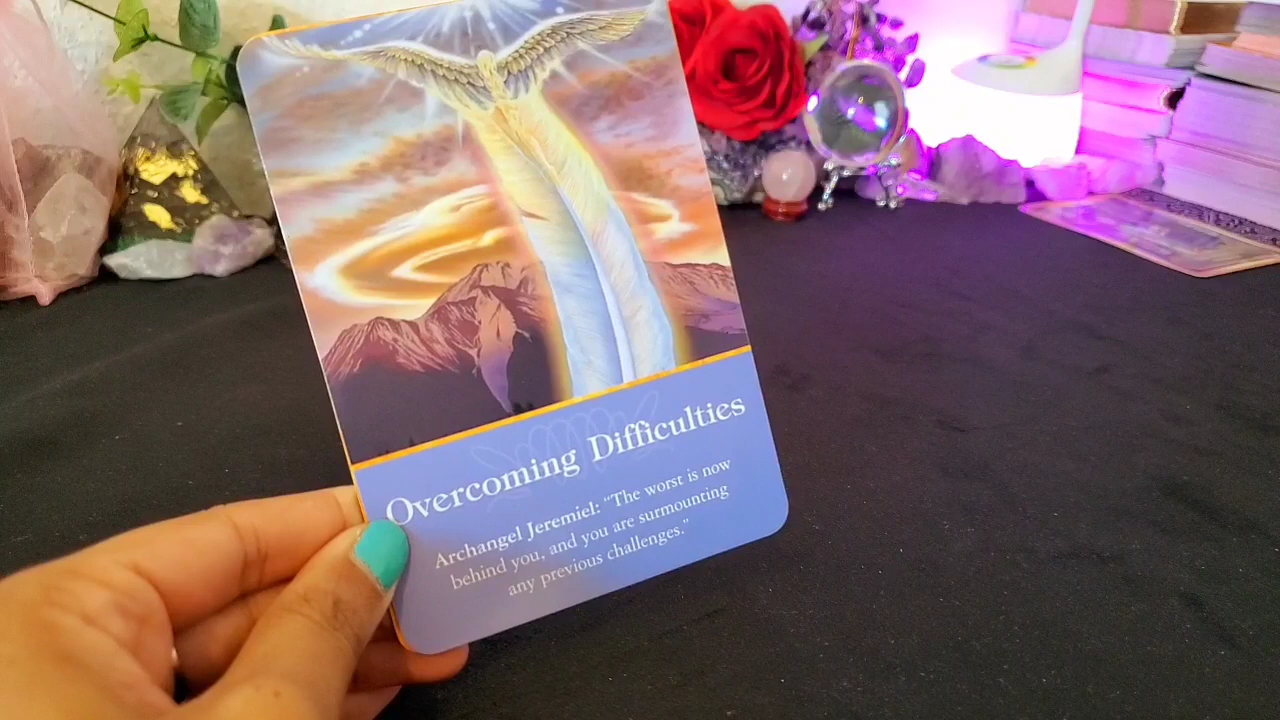 Overcoming Difficulties
Archangel Jeremiel: “The worst is now
behind you, and you are surmounting
any previous challenges.”